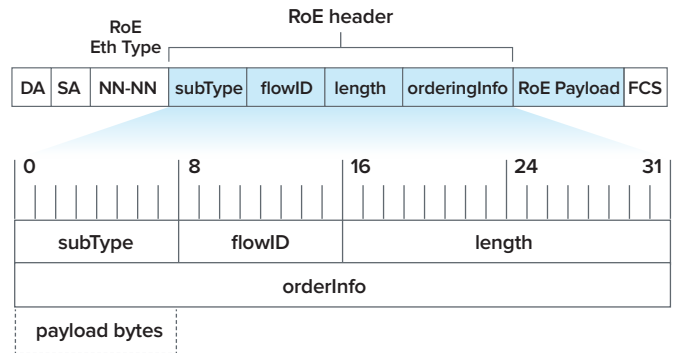 RoE header
RoE
Eth Type
DA SA NN-NN subType flowID length orderingInfo RoE Payload FCS
0 8 16 24 31
subType flowID length
orderInfo
payload bytes